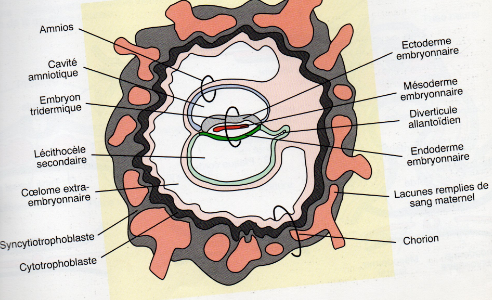 Amnios
Cavité
amniotique
Embryon
tridermique
Lécithocèle
secondaire
Cœlome extra-
embryonnaire
Syncytiotrophoblaste
Cytotrophoblaste
Ectoderme
embryonnaire
Mésoderme
embryonnaire
Diverticule
allantoïdien
Endoderme
embryonnaire
Lacunes remplies de
sang maternel
Chorion